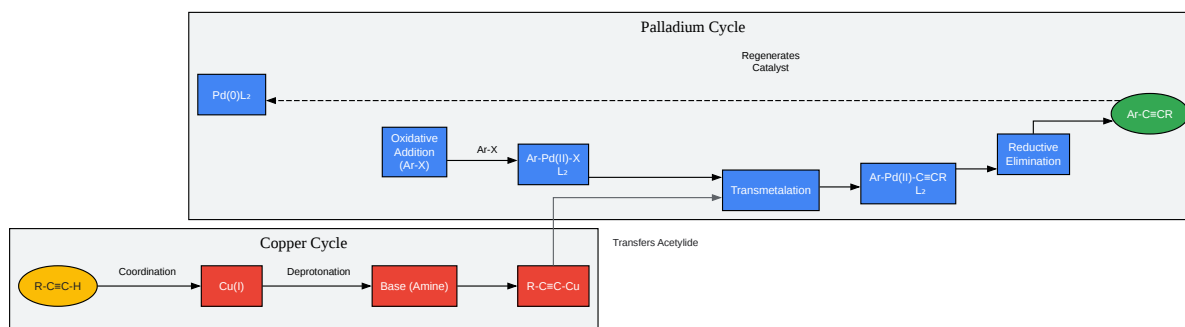 Palladium Cycle
Regenerates
Catalyst
Pd(0)L₂
Ar-C≡CR
Oxidative
Addition
(Ar-X)
Ar-X
Ar-Pd(II)-X
L₂
Reductive
Elimination
Transmetalation
Ar-Pd(II)-C≡CR
L₂
Copper Cycle
Transfers Acetylide
R-C≡C-H
Coordination
Cu(I)
Deprotonation
Base (Amine)
R-C≡C-Cu